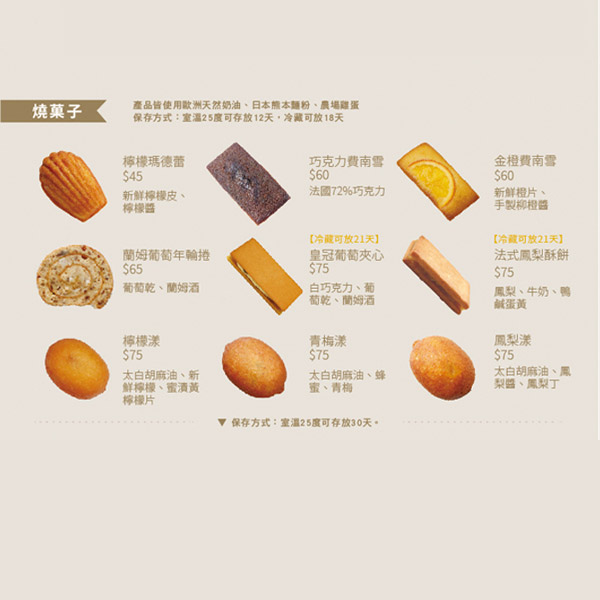 燒菓子
產品皆使用歐洲天然奶油、日本熊本麵粉、農場雞蛋
保存方式：室溫25度可存放12天，冷藏可放18天
檸檬瑪德蕾
$45
新鮮檸檬皮、
檸檬醬
巧克力費南雪
$60
法國72%巧克力
金橙費南雪
$60
新鮮橙片、
手製柳橙醬
蘭姆葡萄年輪捲
$65
葡萄乾、蘭姆酒
【冷藏可放21天】
皇冠葡萄夾心
$75
白巧克力、葡
萄乾、蘭姆酒
【冷藏可放21天】
法式鳳梨酥餅
$75
鳳梨、牛奶、鴨
鹹蛋黃
檸檬漾
$75
太白胡麻油、新
鮮檸檬、蜜漬黃
檸檬片
青梅漾
$75
太白胡麻油、蜂
蜜、青梅
鳳梨漾
$75
太白胡麻油、鳳
梨醬、鳳梨丁
▼ 保存方式：室溫25度可存放30天。